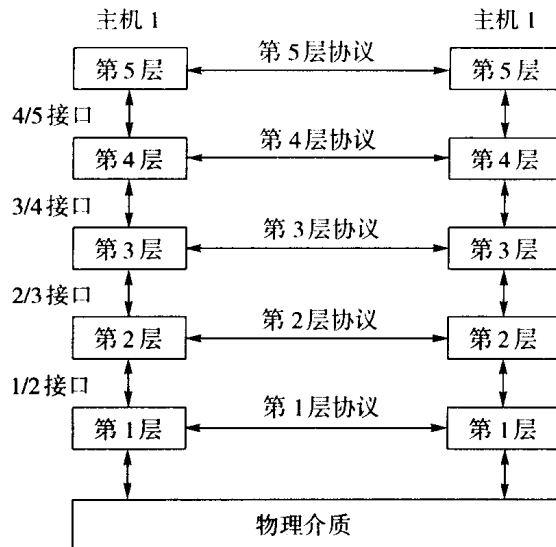 主机 1 主机 1
第 5 层协议
第 5 层 第 5 层
4/5 接口
第 4 层协议
第 4 层 第 4 层
3/4 接口
第 3 层协议
第 3 层 第 3 层
2/3 接口
第 2 层协议
第 2 层 第 2 层
1/2 接口
第 1 层协议
第 1 层 第 1 层
物理介质